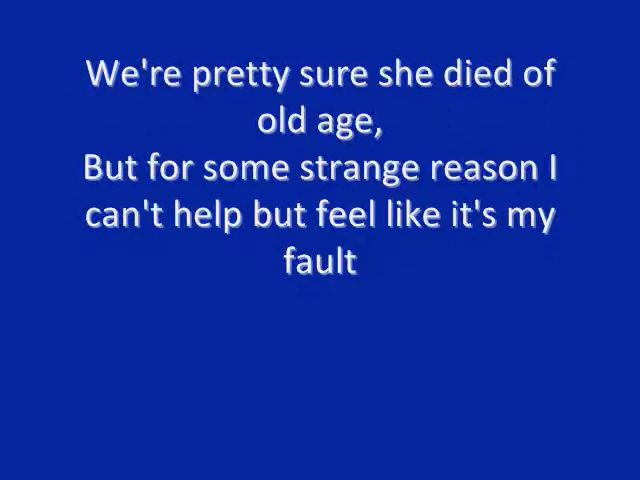 We're pretty sure she died of
old age,
But for some strange reason I
can't help but feel like it's my
fault